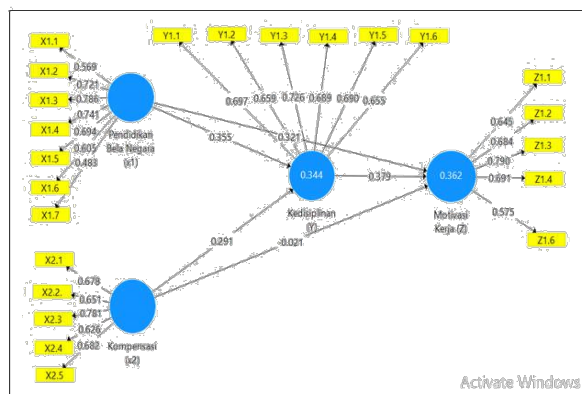 Y1.1
Y1.2
Y1.3
Y1.4
Y1.5
Y1.6
X1.1
X1.2
X1.3
X1.4
X1.5
X1.6
X1.7
0.569
0.721
0.786
0.741
0.694
0.605
0.483
Pendidikan
Bela Negara
(x1)
0.697
0.659
0.726
0.689
0.690
0.655
0.355
0.321
0.344
Kedisiplinan
(Y)
0.379
0.362
Motivasi
Kerja (Z)
Z1.1
Z1.2
Z1.3
Z1.4
Z1.6
0.645
0.684
0.790
0.691
0.575
0.291
-0.021
X2.1
X2.2.
X2.3
X2.4
X2.5
0.678
0.651
0.781
0.626
0.682
Kompensasi
(x2)
Activate Windows